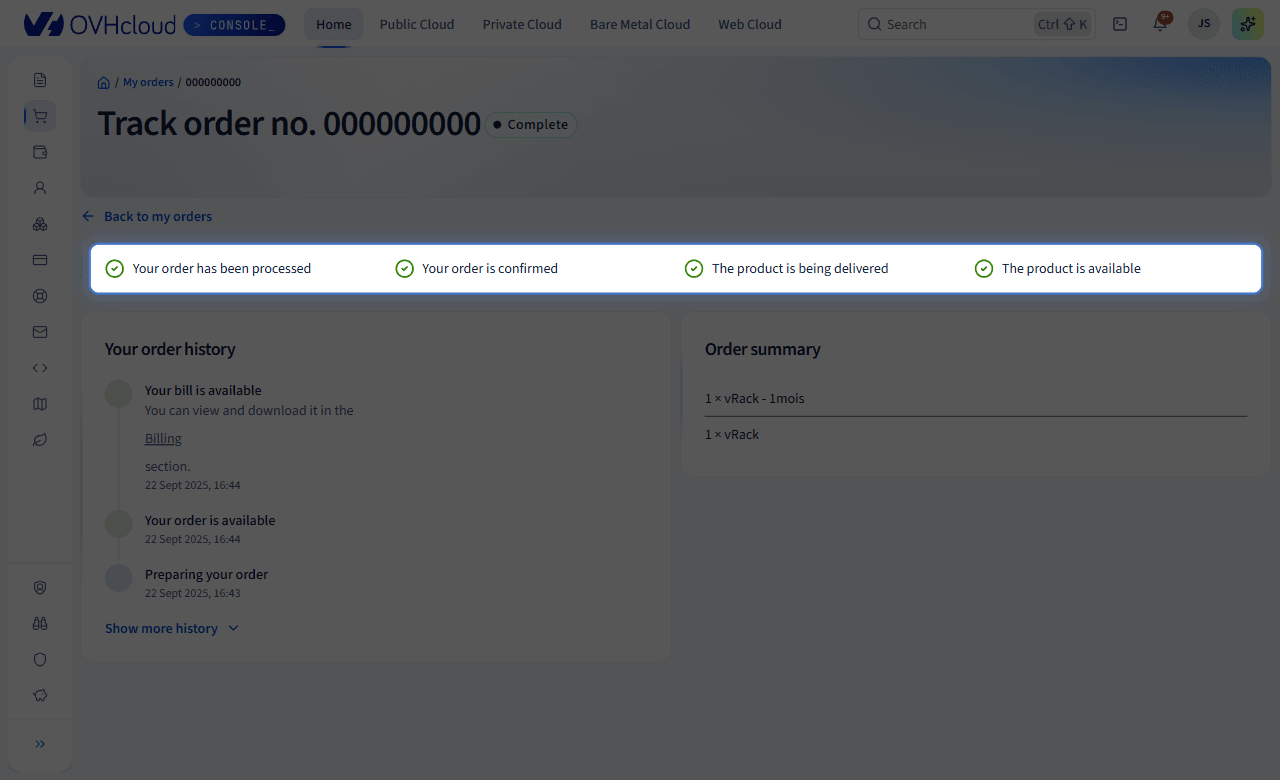 OVHcloud
> CONSOLE_
Home
Public Cloud
Private Cloud
Bare Metal Cloud
Web Cloud
Search
Ctrl ⇧ K
9+
JS
/ My orders / 000000000
Track order no. 000000000
Complete
Back to my orders
Your order has been processed
Your order is confirmed
The product is being delivered
The product is available
Your order history
Your bill is available
You can view and download it in the
Billing
section.
22 Sept 2025, 16:44
Your order is available
22 Sept 2025, 16:44
Preparing your order
22 Sept 2025, 16:43
Show more history
Order summary
1 × vRack - 1mois
1 × vRack